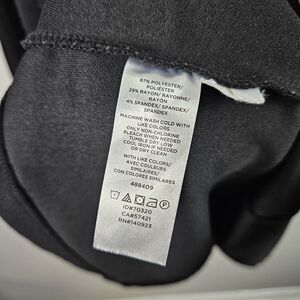 67% POLYESTER/
POLIÉSTER
29% RAYON/ RAYONNE/
RAYÓN
4% SPANDEX/ SPANDEX/
SPANDEX
MACHINE WASH COLD WITH
LIKE COLORS
ONLY NON-CHLORINE
BLEACH WHEN NEEDED
TUMBLE DRY LOW
COOL IRON IF NEEDED
OR DRY CLEAN
WITH LIKE COLORS/
AVEC COULEURS
SIMILAIRES/
CON COLORES SIMILARES
488409
ID#70320
CA#57421
RN#140923